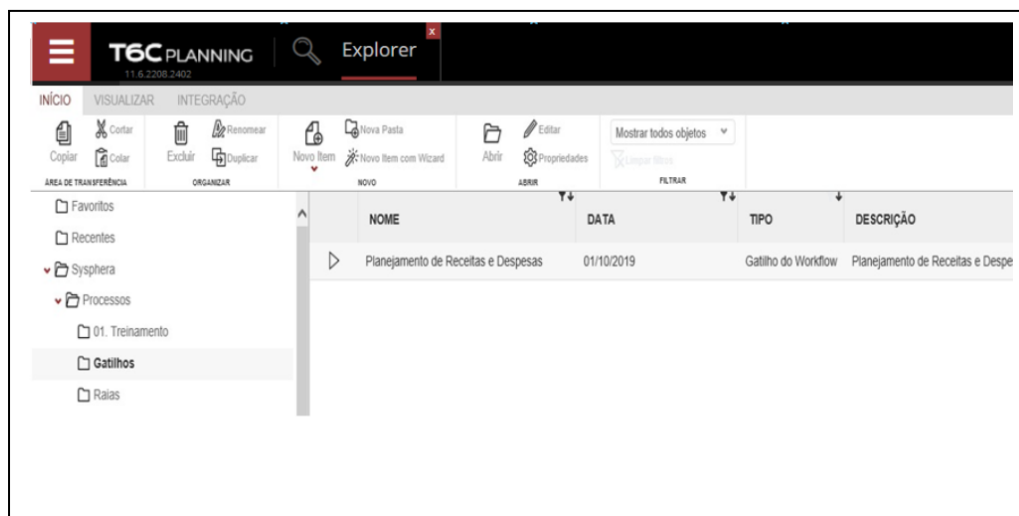 T6C PLANNING
11.6.2208.2402
Explorer
x
INÍCIO VISUALIZAR INTEGRAÇÃO
Copiar
Cortar
Colar
ÁREA DE TRANSFERÊNCIA
Excluir
Renomear
Duplicar
ORGANIZAR
Novo Item
Nova Pasta
Novo Item com Wizard
NOVO
Abrir
Editar
Propriedades
ABRIR
Mostrar todos objetos
Limpar filtros
FILTRAR
Favoritos
Recentes
Sysphera
Processos
01. Treinamento
Gatilhos
Raias
NOME DATA TIPO DESCRIÇÃO
Planejamento de Receitas e Despesas 01/10/2019 Gatilho do Workflow Planejamento de Receitas e Despe